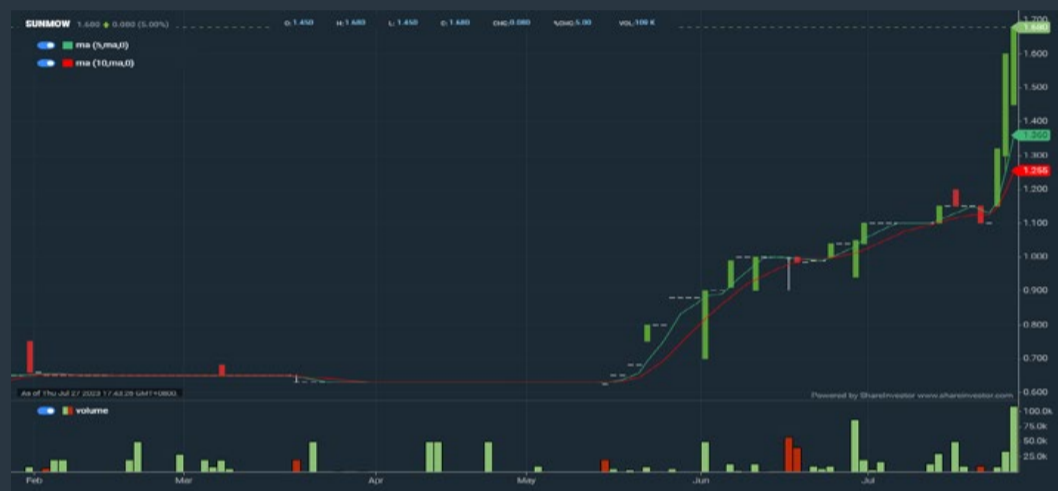 SUNMOW 1.680 0.080 (5.00%) O: 1.450 H: 1.680 L: 1.450 C: 1.680 CHG:0.080 %CHG:5.00 VOL:109 K
ma (5,ma,0)
ma (10,ma,0)
1.700
1.680
1.600
1.500
1.400
1.360
1.300
1.255
1.200
1.100
1.000
0.900
0.800
0.700
0.600
As of Thu Jul 27 2023 17:43:26 GMT+0800.
Powered by ShareInvestor www.shareinvestor.com
volume
100.0k
75.0k
50.0k
25.0k
Feb Mar Apr May Jun Jul